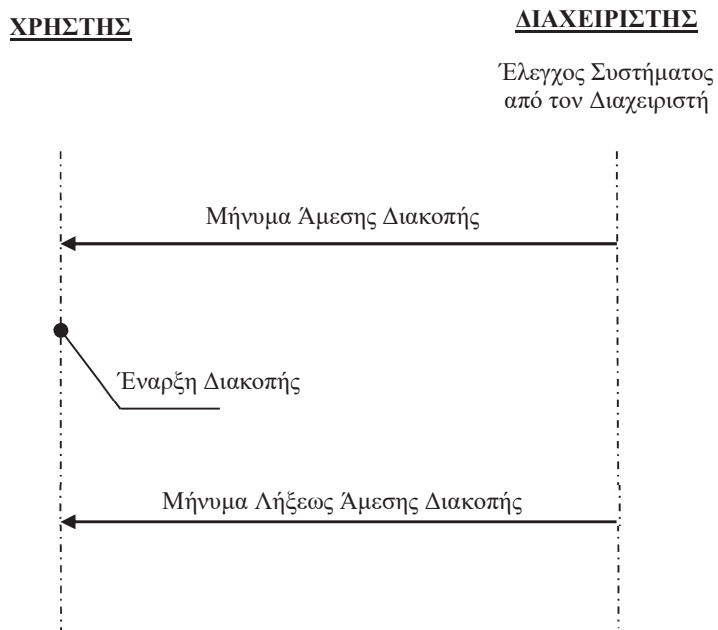 ΧΡΗΣΤΗΣ
ΔΙΑΧΕΙΡΙΣΤΗΣ
Έλεγχος Συστήματος
από τον Διαχειριστή
Μήνυμα Άμεσης Διακοπής
Έναρξη Διακοπής
Μήνυμα Λήξεως Άμεσης Διακοπής